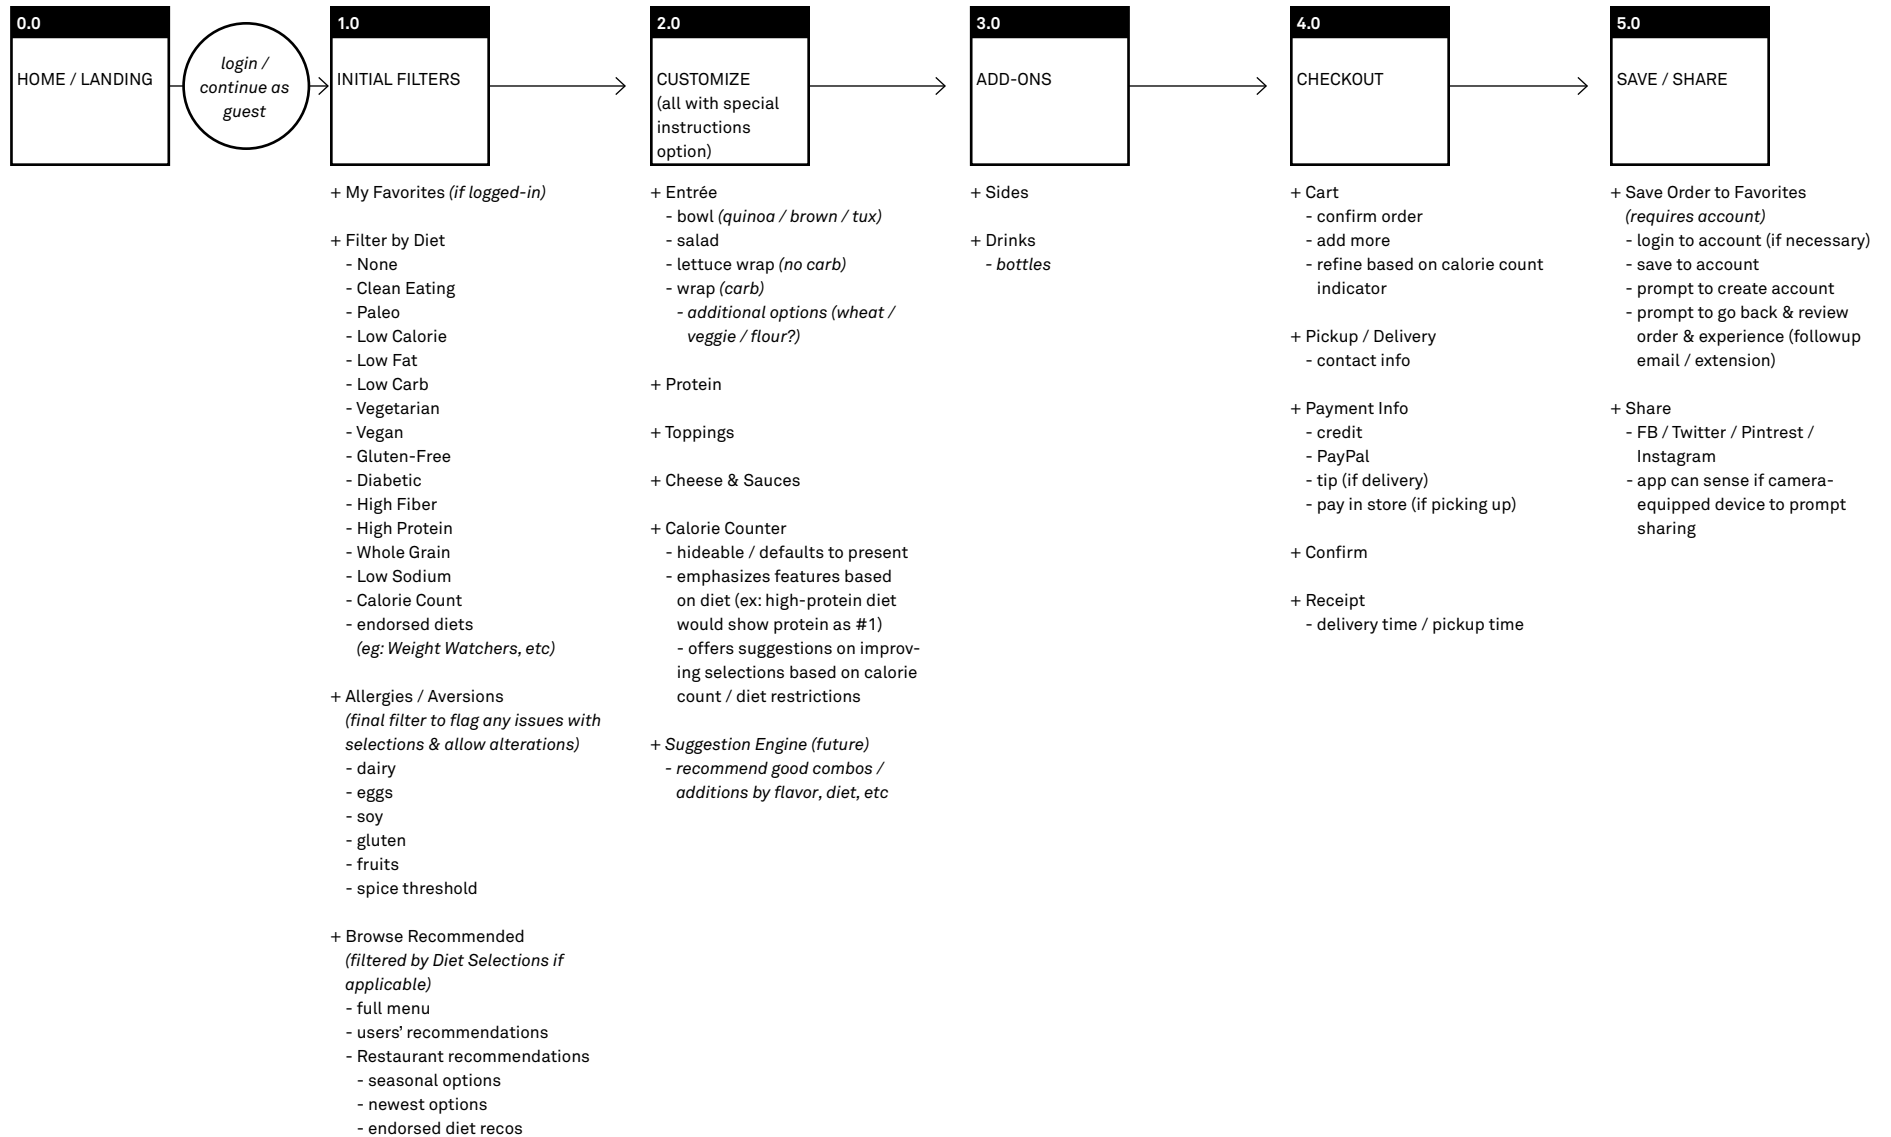 0.0
HOME / LANDING
login /
continue as
guest
1.0
INITIAL FILTERS
+ My Favorites (if logged-in)
+ Filter by Diet
- None
- Clean Eating
- Paleo
- Low Calorie
- Low Fat
- Low Carb
- Vegetarian
- Vegan
- Gluten-Free
- Diabetic
- High Fiber
- High Protein
- Whole Grain
- Low Sodium
- Calorie Count
- endorsed diets
(eg: Weight Watchers, etc)
+ Allergies / Aversions
(final filter to flag any issues with
selections & allow alterations)
- dairy
- eggs
- soy
- gluten
- fruits
- spice threshold
+ Browse Recommended
(filtered by Diet Selections if
applicable)
- full menu
- users’ recommendations
- Restaurant recommendations
- seasonal options
- newest options
- endorsed diet recos
2.0
CUSTOMIZE
(all with special
instructions
option)
+ Entrée
- bowl (quinoa / brown / tux)
- salad
- lettuce wrap (no carb)
- wrap (carb)
- additional options (wheat /
veggie / flour?)
+ Protein
+ Toppings
+ Cheese & Sauces
+ Calorie Counter
- hideable / defaults to present
- emphasizes features based
on diet (ex: high-protein diet
would show protein as #1)
- offers suggestions on improv-
ing selections based on calorie
count / diet restrictions
+ Suggestion Engine (future)
- recommend good combos /
additions by flavor, diet, etc
3.0
ADD-ONS
+ Sides
+ Drinks
- bottles
4.0
CHECKOUT
+ Cart
- confirm order
- add more
- refine based on calorie count
indicator
+ Pickup / Delivery
- contact info
+ Payment Info
- credit
- PayPal
- tip (if delivery)
- pay in store (if picking up)
+ Confirm
+ Receipt
- delivery time / pickup time
5.0
SAVE / SHARE
+ Save Order to Favorites
(requires account)
- login to account (if necessary)
- save to account
- prompt to create account
- prompt to go back & review
order & experience (followup
email / extension)
+ Share
- FB / Twitter / Pintrest /
Instagram
- app can sense if camera-
equipped device to prompt
sharing